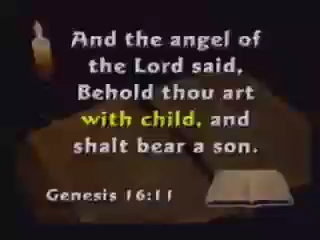 And the angel of
the Lord said,
Behold thou art
with child, and
shalt bear a son.
Genesis 16:11